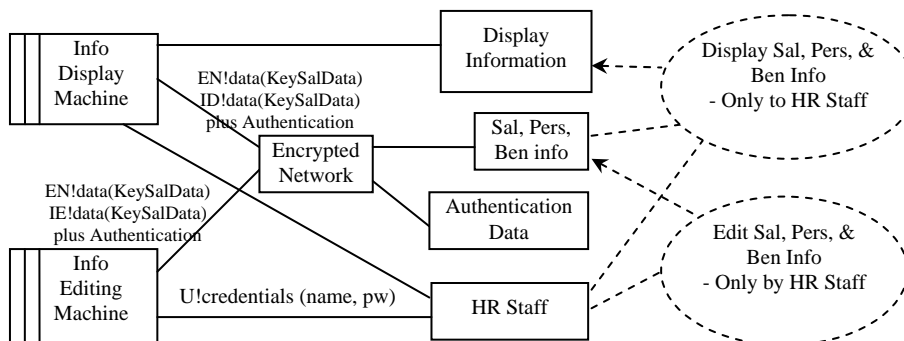 Info
Display
Machine
Display
Information
Display Sal, Pers, &
Ben Info
- Only to HR Staff
EN!data(KeySalData)
ID!data(KeySalData)
plus Authentication
Sal, Pers,
Ben info
Encrypted
Network
Authentication
Data
EN!data(KeySalData)
IE!data(KeySalData)
plus Authentication
Edit Sal, Pers, &
Ben Info
- Only by HR Staff
Info
Editing
Machine
U!credentials (name, pw)
HR Staff